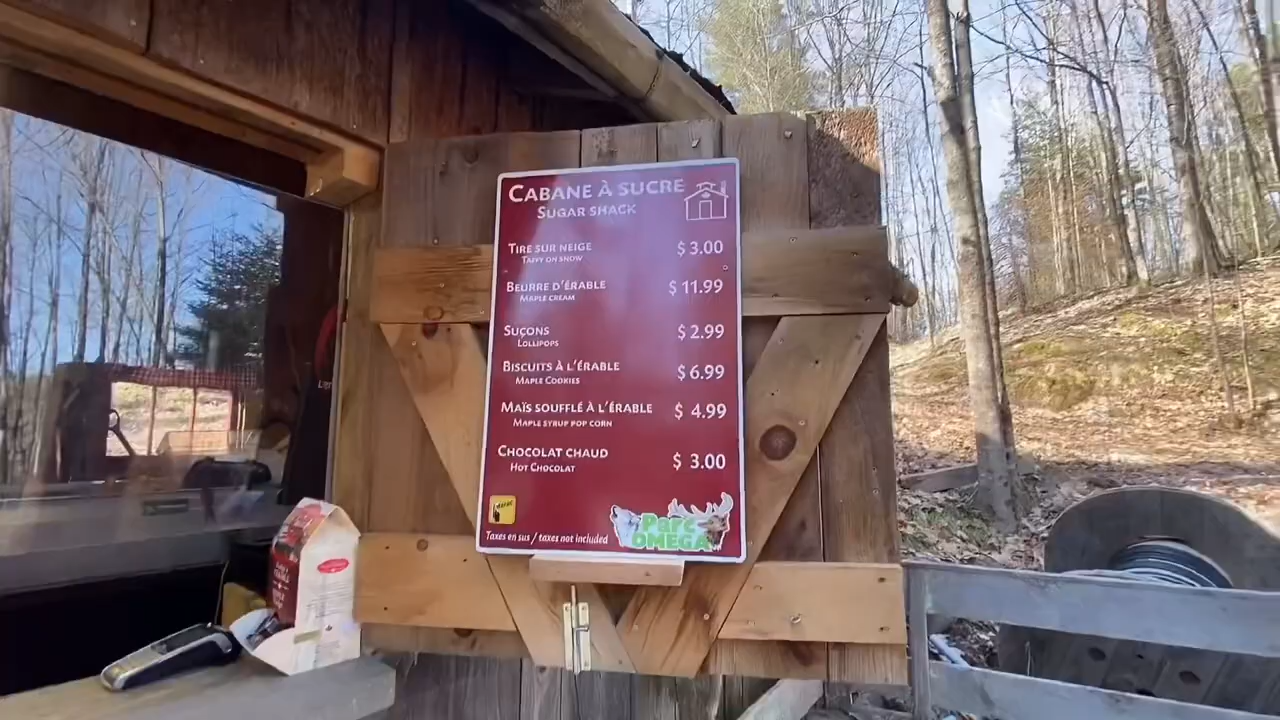 CABANE À SUCRE
SUGAR SHACK
TIRE SUR NEIGE $3.00
TAFFY ON SNOW
BEURRE D'ÉRABLE $11.99
MAPLE CREAM
SUÇONS $2.99
LOLLIPOPS
BISCUITS À L'ÉRABLE $6.99
MAPLE COOKIES
MAÏS SOUFFLÉ À L'ÉRABLE $ 4.99
MAPLE SYRUP POP CORN
CHOCOLAT CHAUD $ 3.00
HOT CHOCOLAT
Taxes en sus / taxes not included
Parc
OMEGA